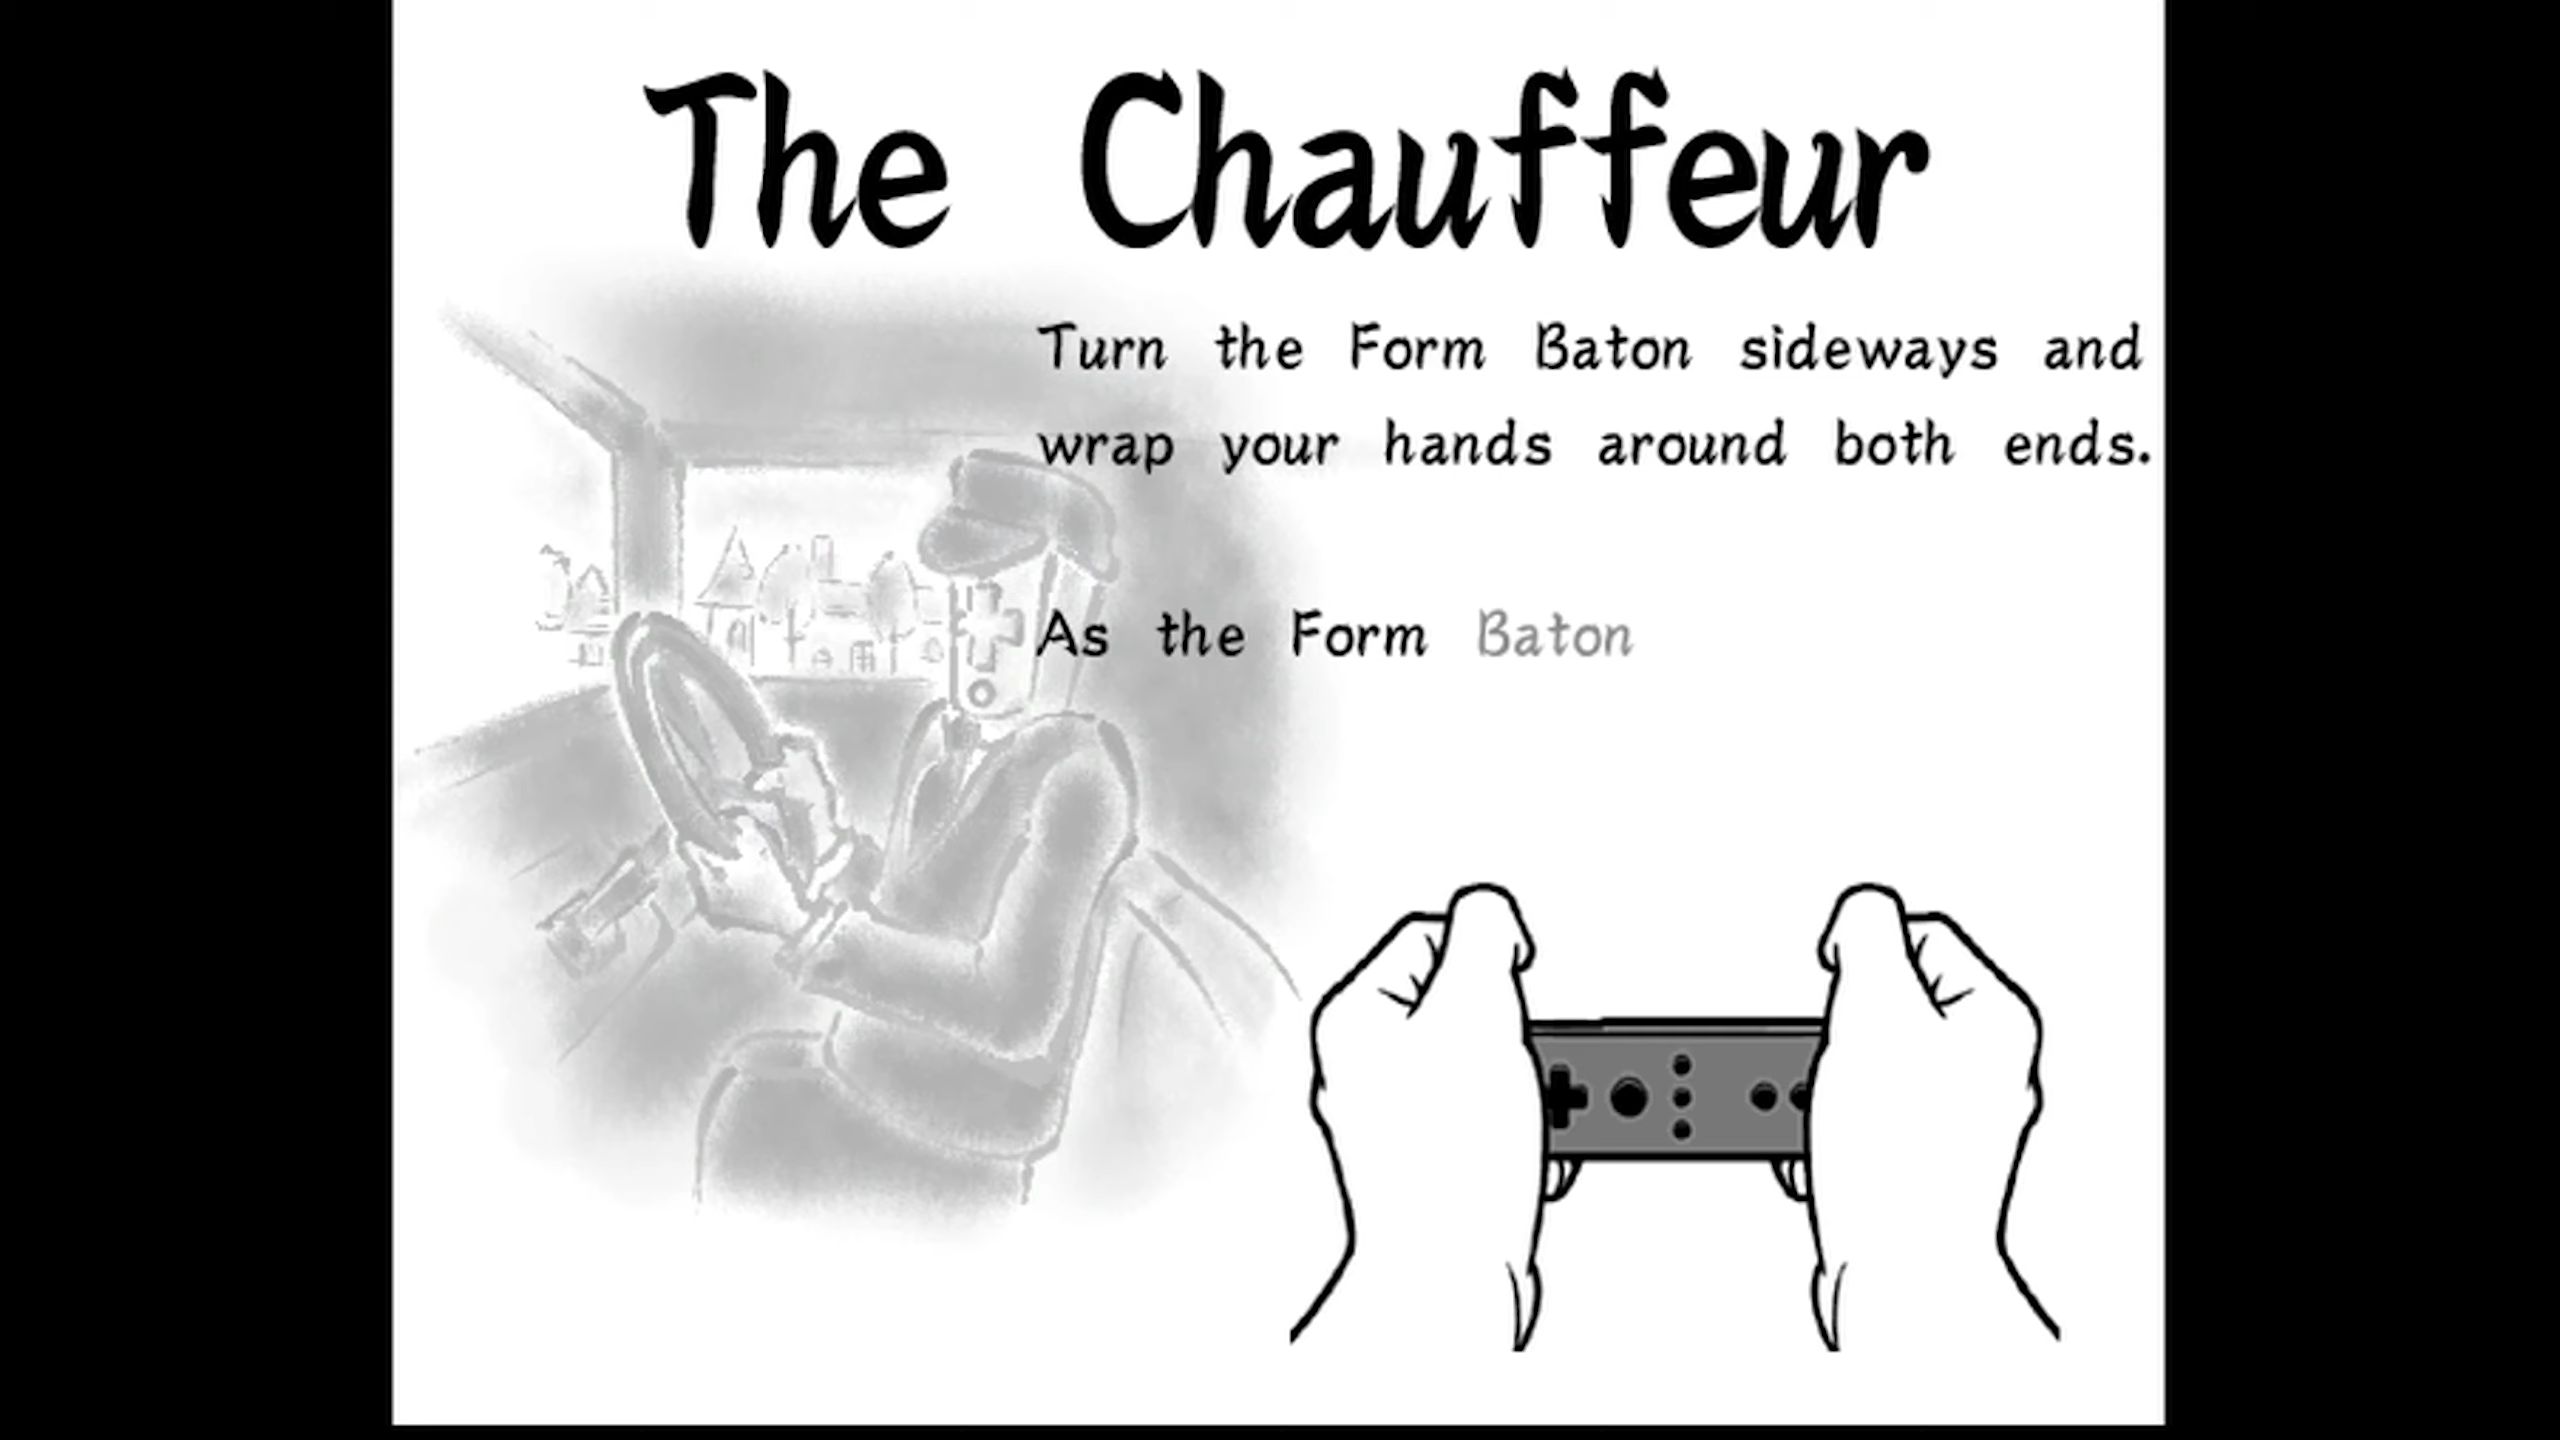 The Chauffeur
Turn the Form Baton sideways and
wrap your hands around both ends.
As the Form Baton